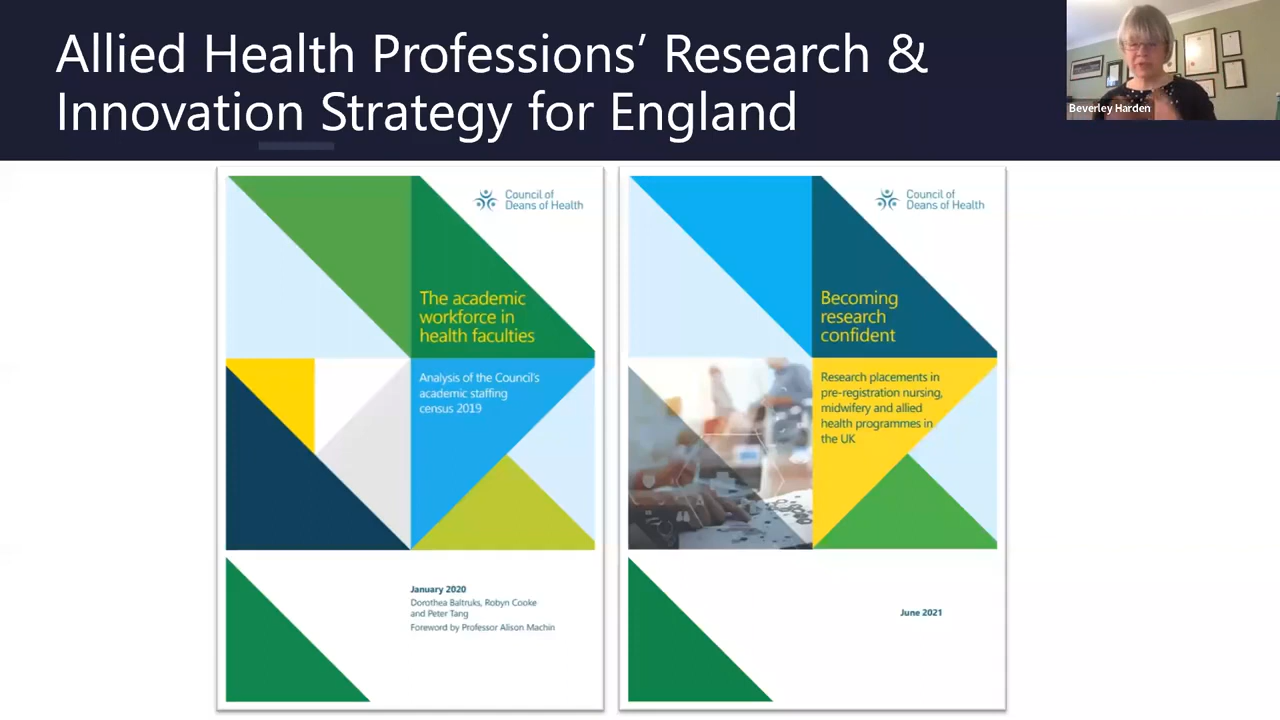 Allied Health Professions’ Research &
Innovation Strategy for England
Beverley Harden
Council of
Deans of Health
The academic
workforce in
health faculties
Analysis of the Council's
academic staffing
census 2019
January 2020
Dorothea Baltruks, Robyn Cooke
and Peter Tang
Foreword by Professor Alison Machin
Council of
Deans of Health
Becoming
research
confident
Research placements in
pre-registration nursing,
midwifery and allied
health programmes in
the UK
June 2021